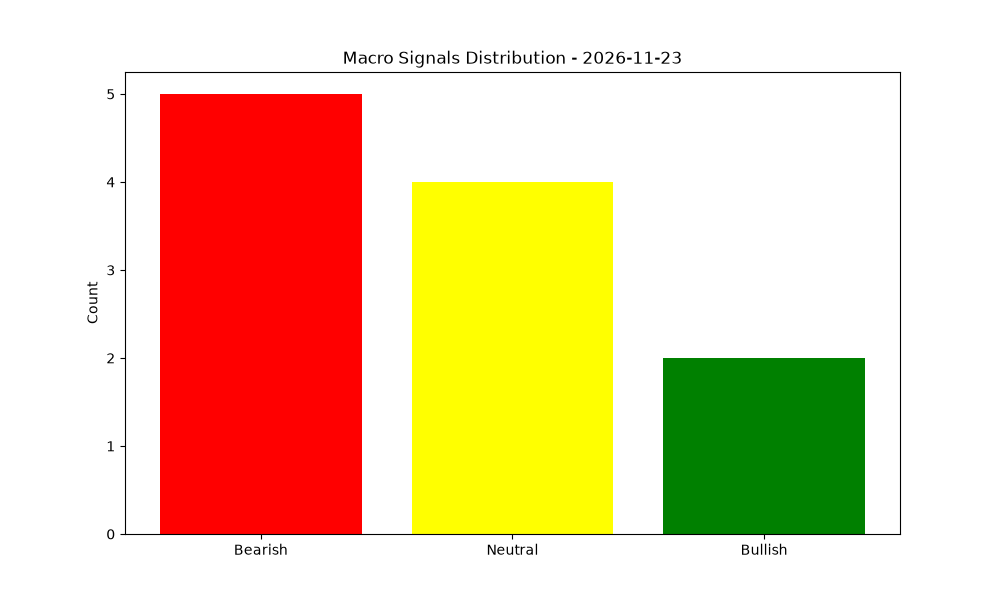 Macro Signals Distribution - 2026-11-23
Count
5
4
3
2
1
0
Bearish
Neutral
Bullish